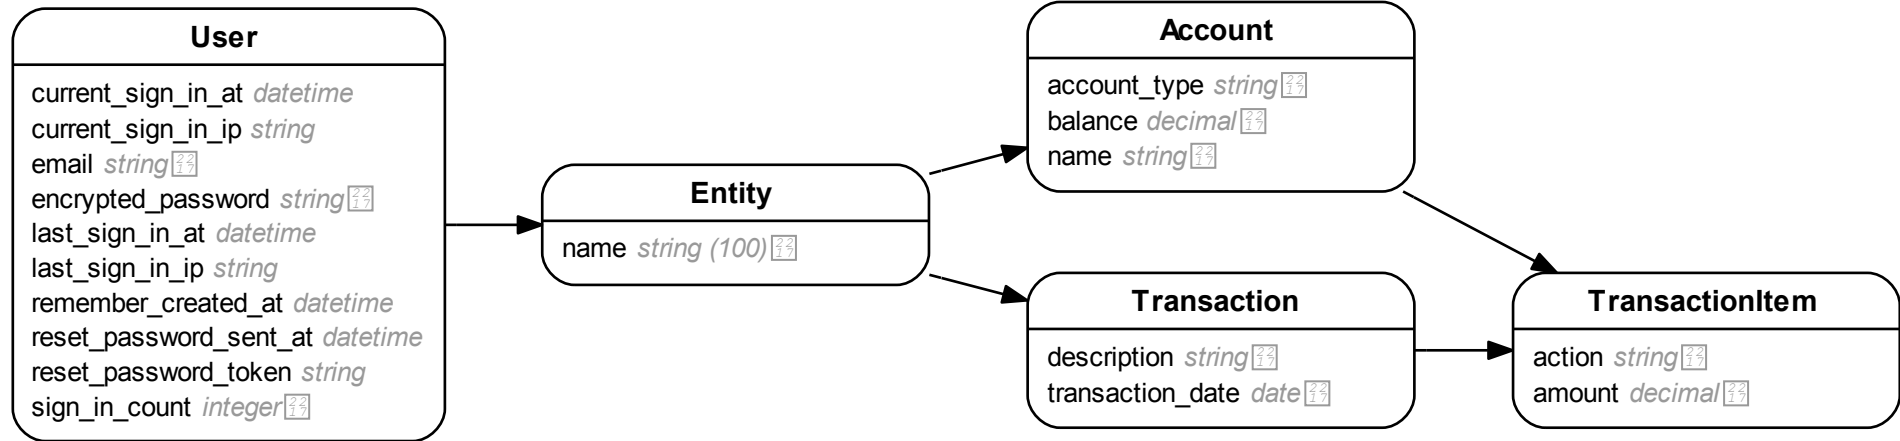 User
current_sign_in_at datetime
current_sign_in_ip string
email string
encrypted_password string
last_sign_in_at datetime
last_sign_in_ip string
remember_created_at datetime
reset_password_sent_at datetime
reset_password_token string
sign_in_count integer
Entity
name string (100)
Account
account_type string
balance decimal
name string
Transaction
description string
transaction_date date
TransactionItem
action string
amount decimal